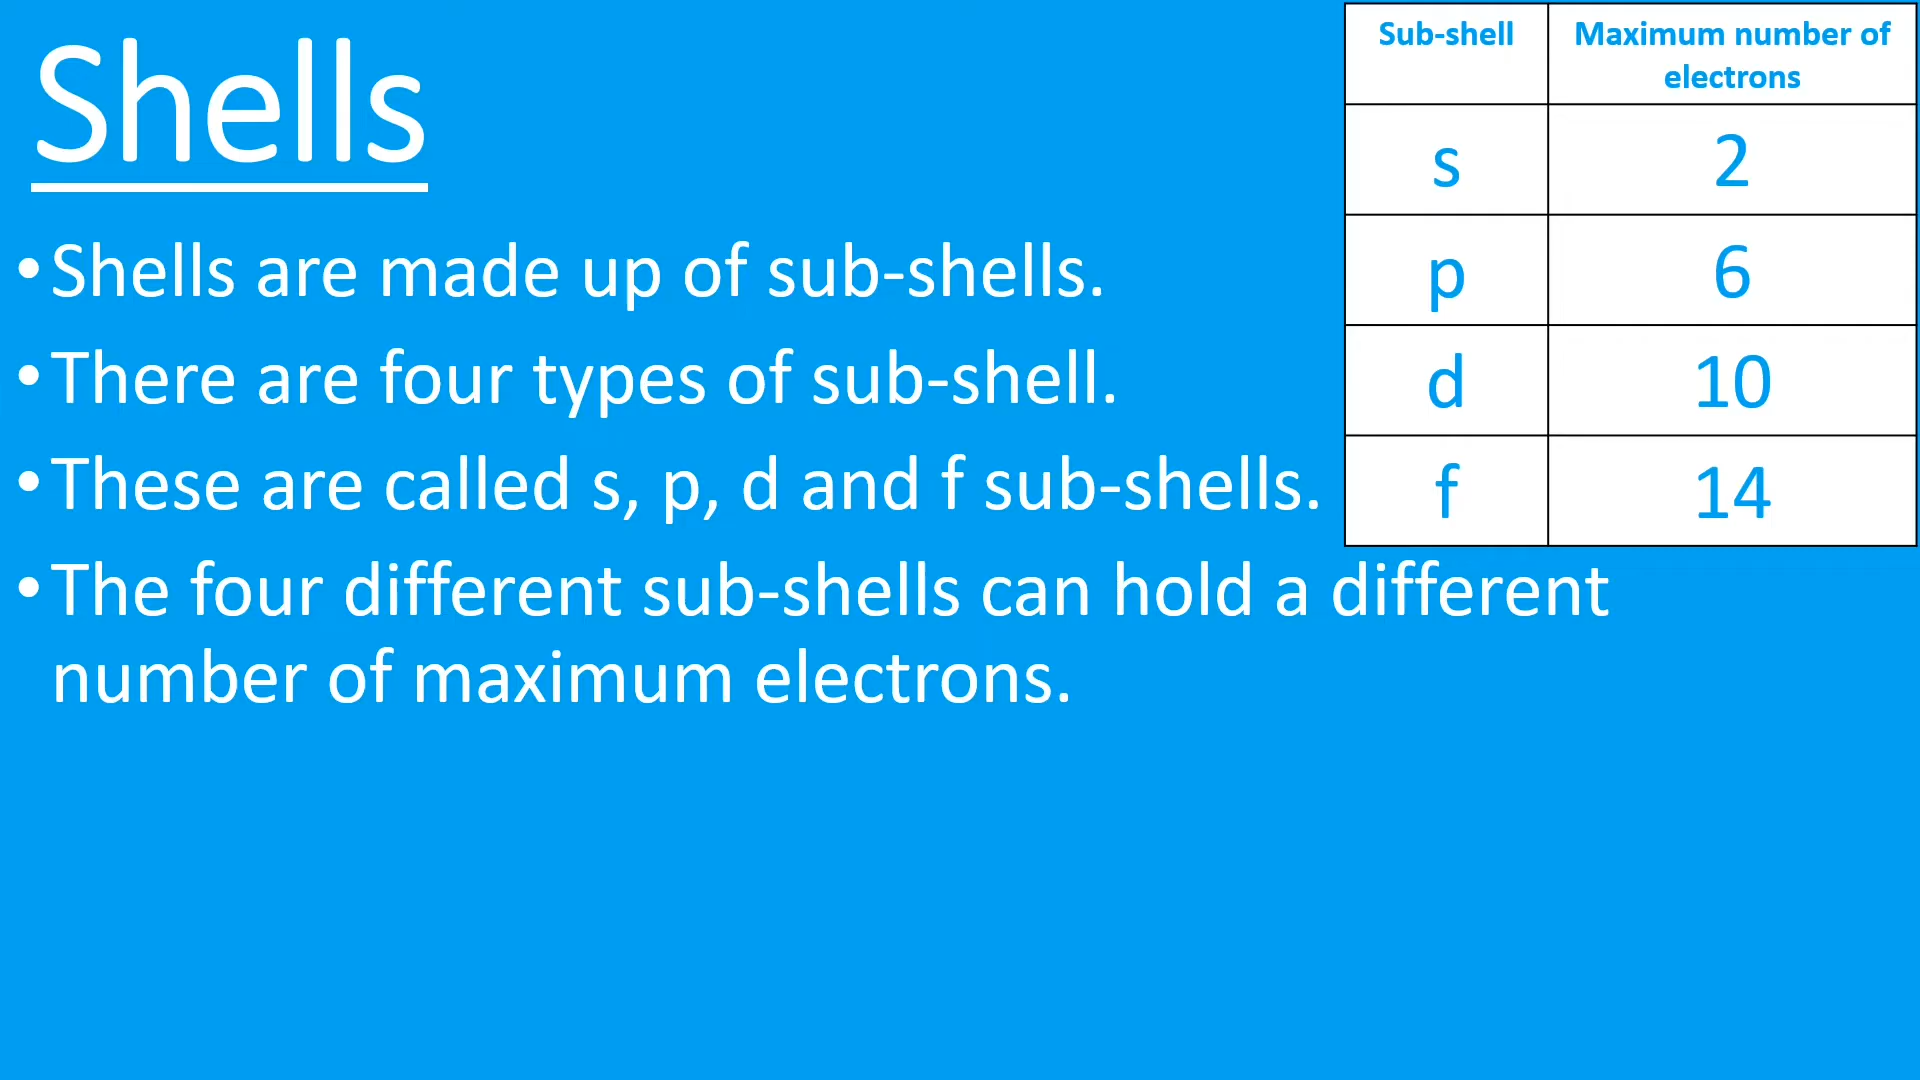 Shells
•Shells are made up of sub-shells.
•There are four types of sub-shell.
•These are called s, p, d and f sub-shells.
•The four different sub-shells can hold a different
number of maximum electrons.
Sub-shell Maximum number of
electrons
s 2
p 6
d 10
f 14